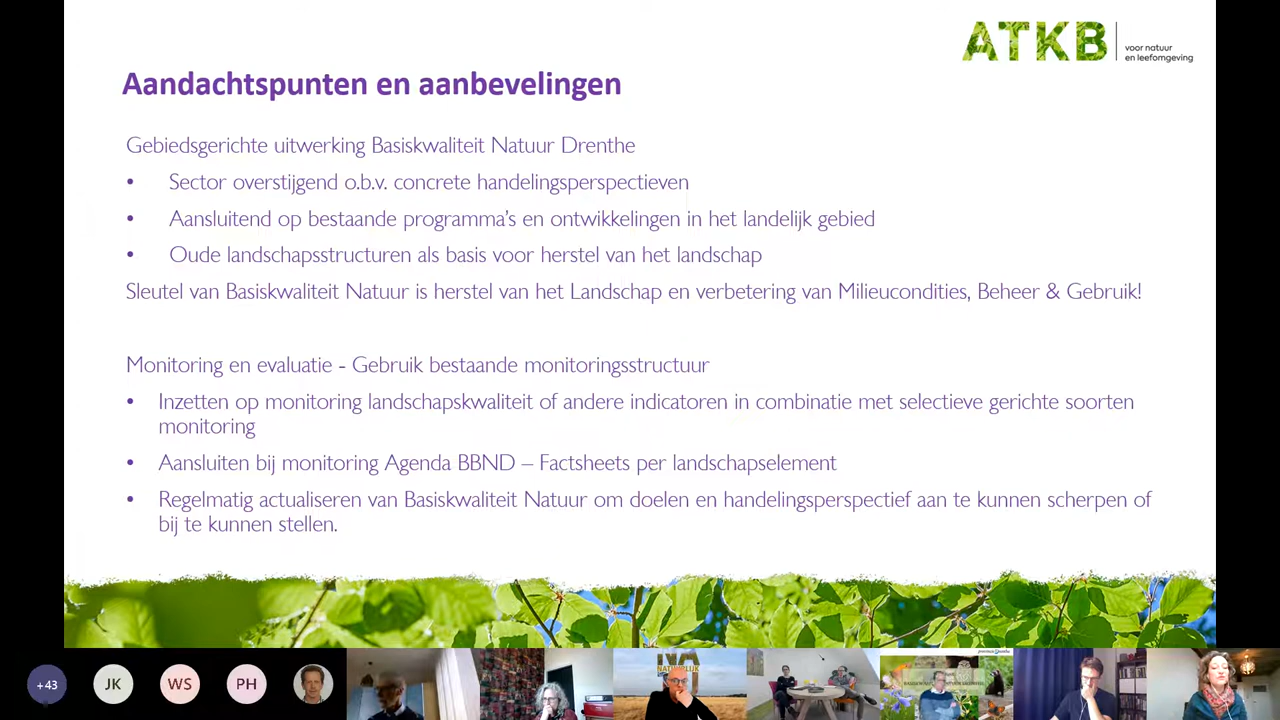 ATKB
voor natuur
en leefomgeving
Aandachtspunten en aanbevelingen
Gebiedsgerichte uitwerking Basiskwaliteit Natuur Drenthe
• Sector overstijgend o.b.v. concrete handelingsperspectieven
• Aansluitend op bestaande programma's en ontwikkelingen in het landelijk gebied
• Oude landschapsstructuren als basis voor herstel van het landschap
Sleutel van Basiskwaliteit Natuur is herstel van het Landschap en verbetering van Milieucondities, Beheer & Gebruik!
Monitoring en evaluatie - Gebruik bestaande monitoringsstructuur
• Inzetten op monitoring landschapskwaliteit of andere indicatoren in combinatie met selectieve gerichte soorten
monitoring
• Aansluiten bij monitoring Agenda BBND – Factsheets per landschapselement
• Regelmatig actualiseren van Basiskwaliteit Natuur om doelen en handelingsperspectief aan te kunnen scherpen of
bij te kunnen stellen.
+43
JK
WS
PH